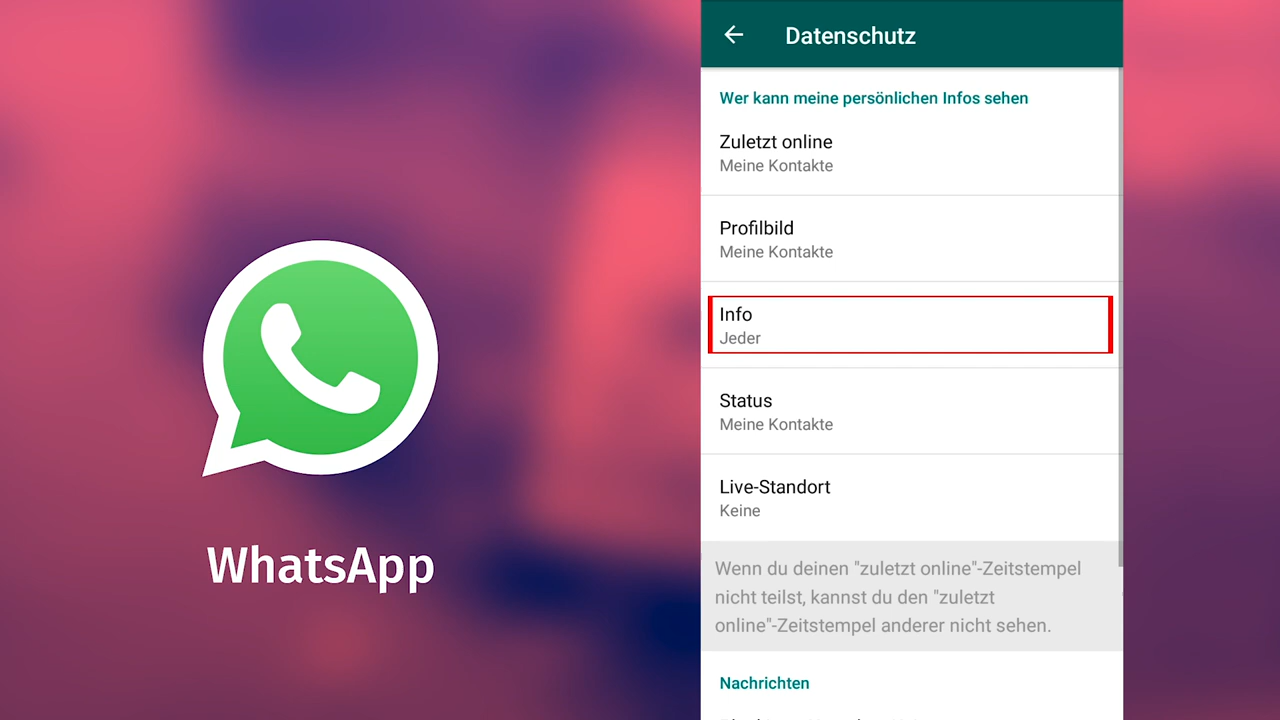 WhatsApp
Datenschutz
Wer kann meine persönlichen Infos sehen
Zuletzt online
Meine Kontakte
Profilbild
Meine Kontakte
Info
Jeder
Status
Meine Kontakte
Live-Standort
Keine
Wenn du deinen "zuletzt online"-Zeitstempel
nicht teilst, kannst du den "zuletzt
online"-Zeitstempel anderer nicht sehen.
Nachrichten